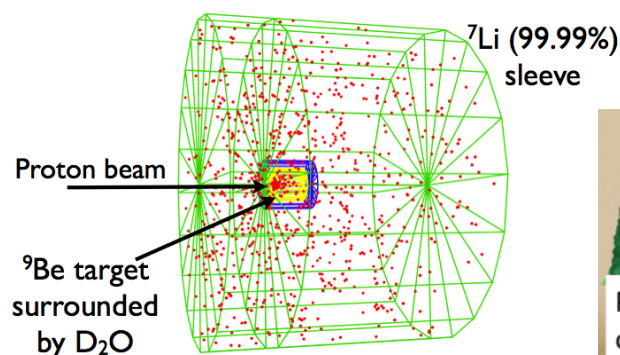 ⁷Li (99.99%)
sleeve
Proton beam
⁹Be target
surrounded
by D₂O